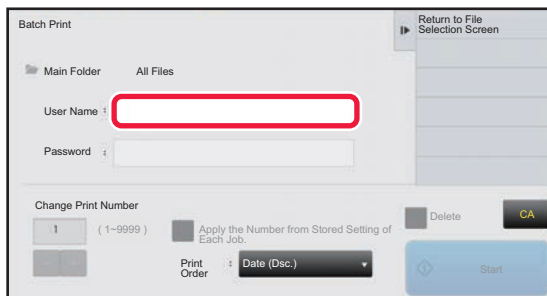 Batch Print
Return to File
Selection Screen
Main Folder All Files
User Name :
Password :
Change Print Number
1 ( 1~9999 )
Apply the Number from Stored Setting of
Each Job.
Delete
CA
Print
Order : Date (Dsc.)
Start